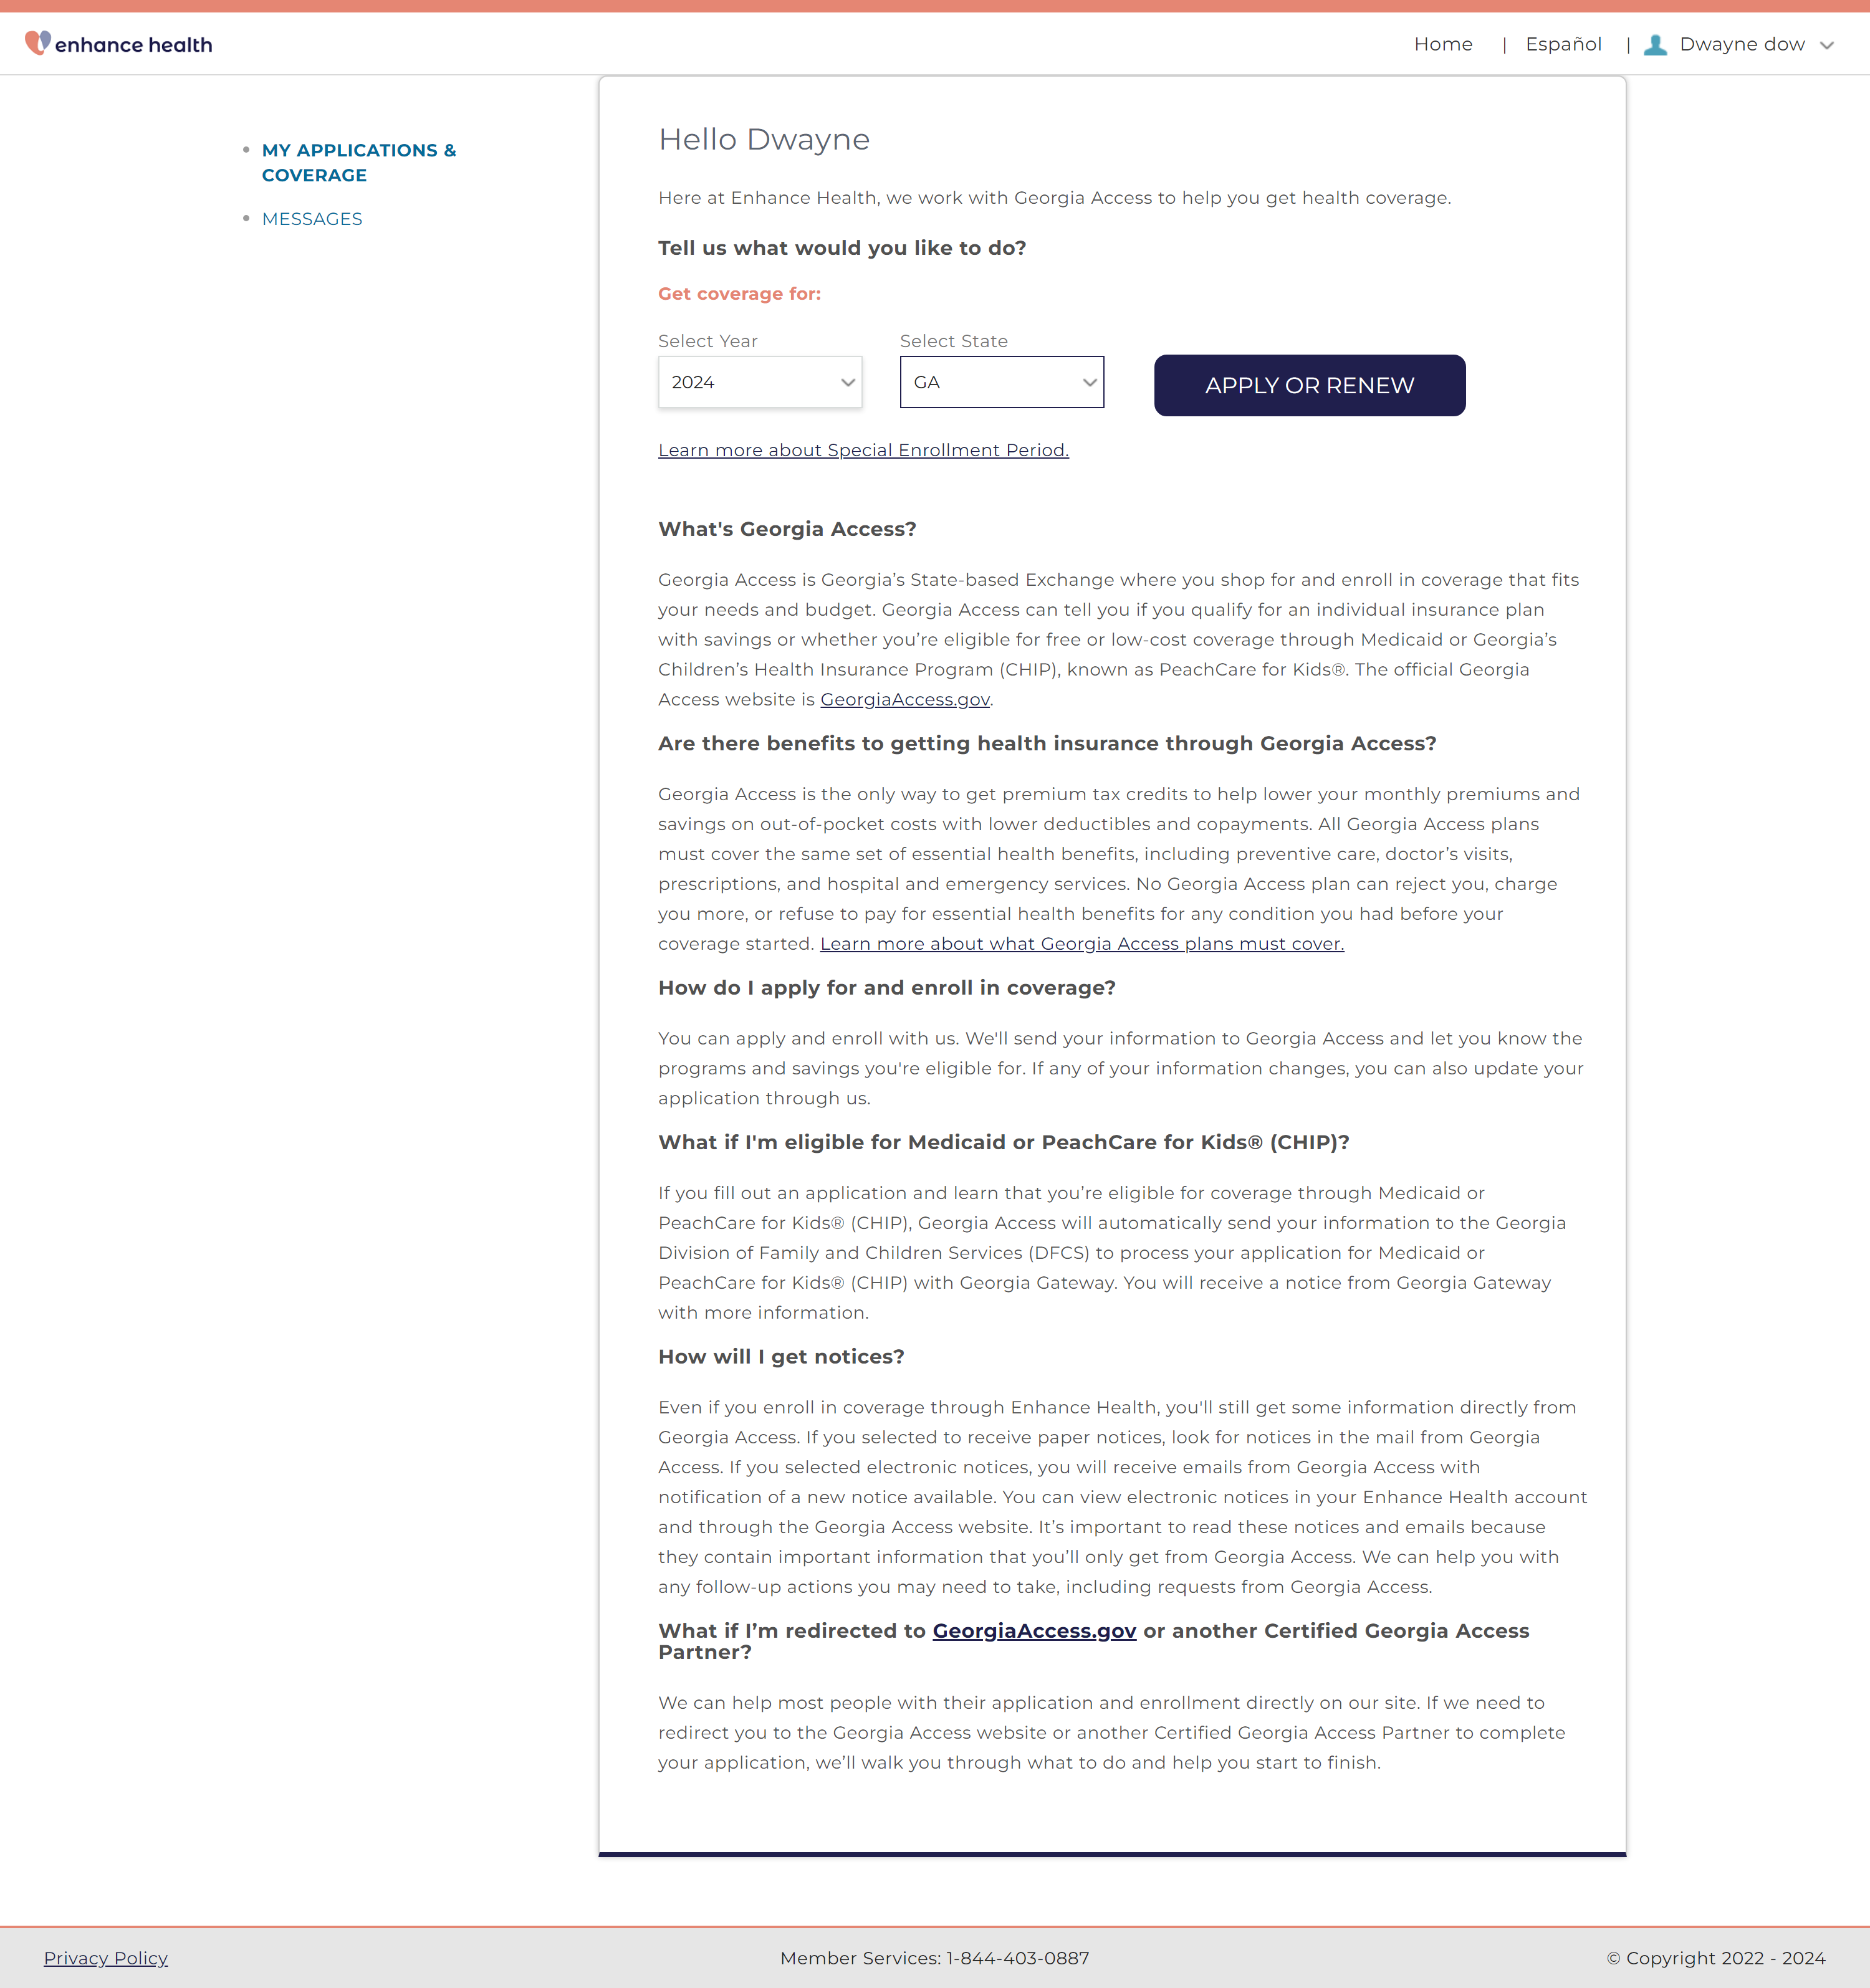 enhance health
Home | Español | Dwayne dow
MY APPLICATIONS &
COVERAGE
MESSAGES
Hello Dwayne
Here at Enhance Health, we work with Georgia Access to help you get health coverage.
Tell us what would you like to do?
Get coverage for:
Select Year
2024
Select State
GA
APPLY OR RENEW
Learn more about Special Enrollment Period.
What's Georgia Access?
Georgia Access is Georgia’s State-based Exchange where you shop for and enroll in coverage that fits
your needs and budget. Georgia Access can tell you if you qualify for an individual insurance plan
with savings or whether you’re eligible for free or low-cost coverage through Medicaid or Georgia’s
Children’s Health Insurance Program (CHIP), known as PeachCare for Kids®. The official Georgia
Access website is GeorgiaAccess.gov.
Are there benefits to getting health insurance through Georgia Access?
Georgia Access is the only way to get premium tax credits to help lower your monthly premiums and
savings on out-of-pocket costs with lower deductibles and copayments. All Georgia Access plans
must cover the same set of essential health benefits, including preventive care, doctor’s visits,
prescriptions, and hospital and emergency services. No Georgia Access plan can reject you, charge
you more, or refuse to pay for essential health benefits for any condition you had before your
coverage started. Learn more about what Georgia Access plans must cover.
How do I apply for and enroll in coverage?
You can apply and enroll with us. We'll send your information to Georgia Access and let you know the
programs and savings you're eligible for. If any of your information changes, you can also update your
application through us.
What if I'm eligible for Medicaid or PeachCare for Kids® (CHIP)?
If you fill out an application and learn that you’re eligible for coverage through Medicaid or
PeachCare for Kids® (CHIP), Georgia Access will automatically send your information to the Georgia
Division of Family and Children Services (DFCS) to process your application for Medicaid or
PeachCare for Kids® (CHIP) with Georgia Gateway. You will receive a notice from Georgia Gateway
with more information.
How will I get notices?
Even if you enroll in coverage through Enhance Health, you'll still get some information directly from
Georgia Access. If you selected to receive paper notices, look for notices in the mail from Georgia
Access. If you selected electronic notices, you will receive emails from Georgia Access with
notification of a new notice available. You can view electronic notices in your Enhance Health account
and through the Georgia Access website. It’s important to read these notices and emails because
they contain important information that you’ll only get from Georgia Access. We can help you with
any follow-up actions you may need to take, including requests from Georgia Access.
What if I’m redirected to GeorgiaAccess.gov or another Certified Georgia Access
Partner?
We can help most people with their application and enrollment directly on our site. If we need to
redirect you to the Georgia Access website or another Certified Georgia Access Partner to complete
your application, we’ll walk you through what to do and help you start to finish.
Privacy Policy
Member Services: 1-844-403-0887
© Copyright 2022 - 2024